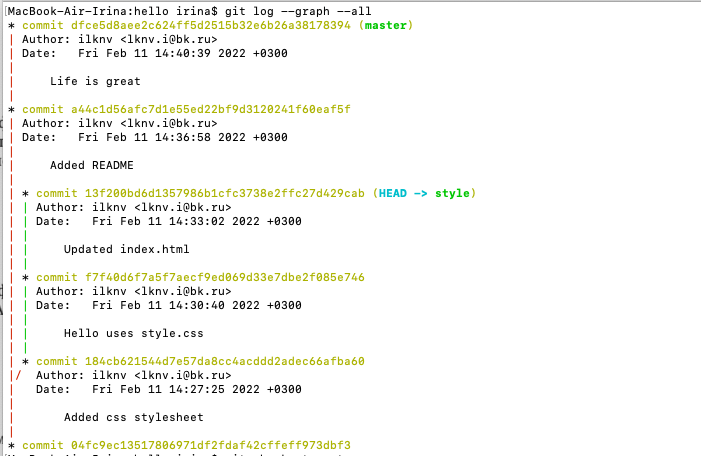 MacBook-Air-Irina:hello irina$ git log --graph --all
* commit dfce5d8aee2c624ff5d2515b32e6b26a38178394 (master)
| Author: ilknv <lknv.i@bk.ru>
| Date:   Fri Feb 11 14:40:39 2022 +0300
|
|     Life is great
|
* commit a44c1d56afc7d1e55ed22bf9d3120241f60eaf5f
| Author: ilknv <lknv.i@bk.ru>
| Date:   Fri Feb 11 14:36:58 2022 +0300
|
|     Added README
|
| * commit 13f200bd6d1357986b1cfc3738e2ffc27d429cab (HEAD -> style)
| | Author: ilknv <lknv.i@bk.ru>
| | Date:   Fri Feb 11 14:33:02 2022 +0300
| |
| |     Updated index.html
| |
| * commit f7f40d6f7a5f7aecf9ed069d33e7dbe2f085e746
| | Author: ilknv <lknv.i@bk.ru>
| | Date:   Fri Feb 11 14:30:40 2022 +0300
| |
| |     Hello uses style.css
| |
| * commit 184cb621544d7e57da8cc4acddd2adec66afba60
|/  Author: ilknv <lknv.i@bk.ru>
|   Date:   Fri Feb 11 14:27:25 2022 +0300
|
|       Added css stylesheet
|
* commit 04fc9ec13517806971df2fdaf42cffeff973dbf3